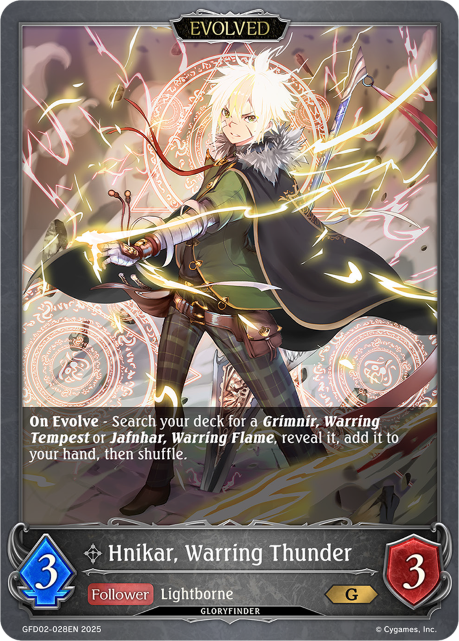 EVOLVED
On Evolve - Search your deck for a Grimnir, Warring
Tempest or Jafnhar, Warring Flame, reveal it, add it to
your hand, then shuffle.
Hnikar, Warring Thunder
3
3
Follower Lightborne
G
GLORYFINDER
GFD02-028EN 2025
© Cygames, Inc.